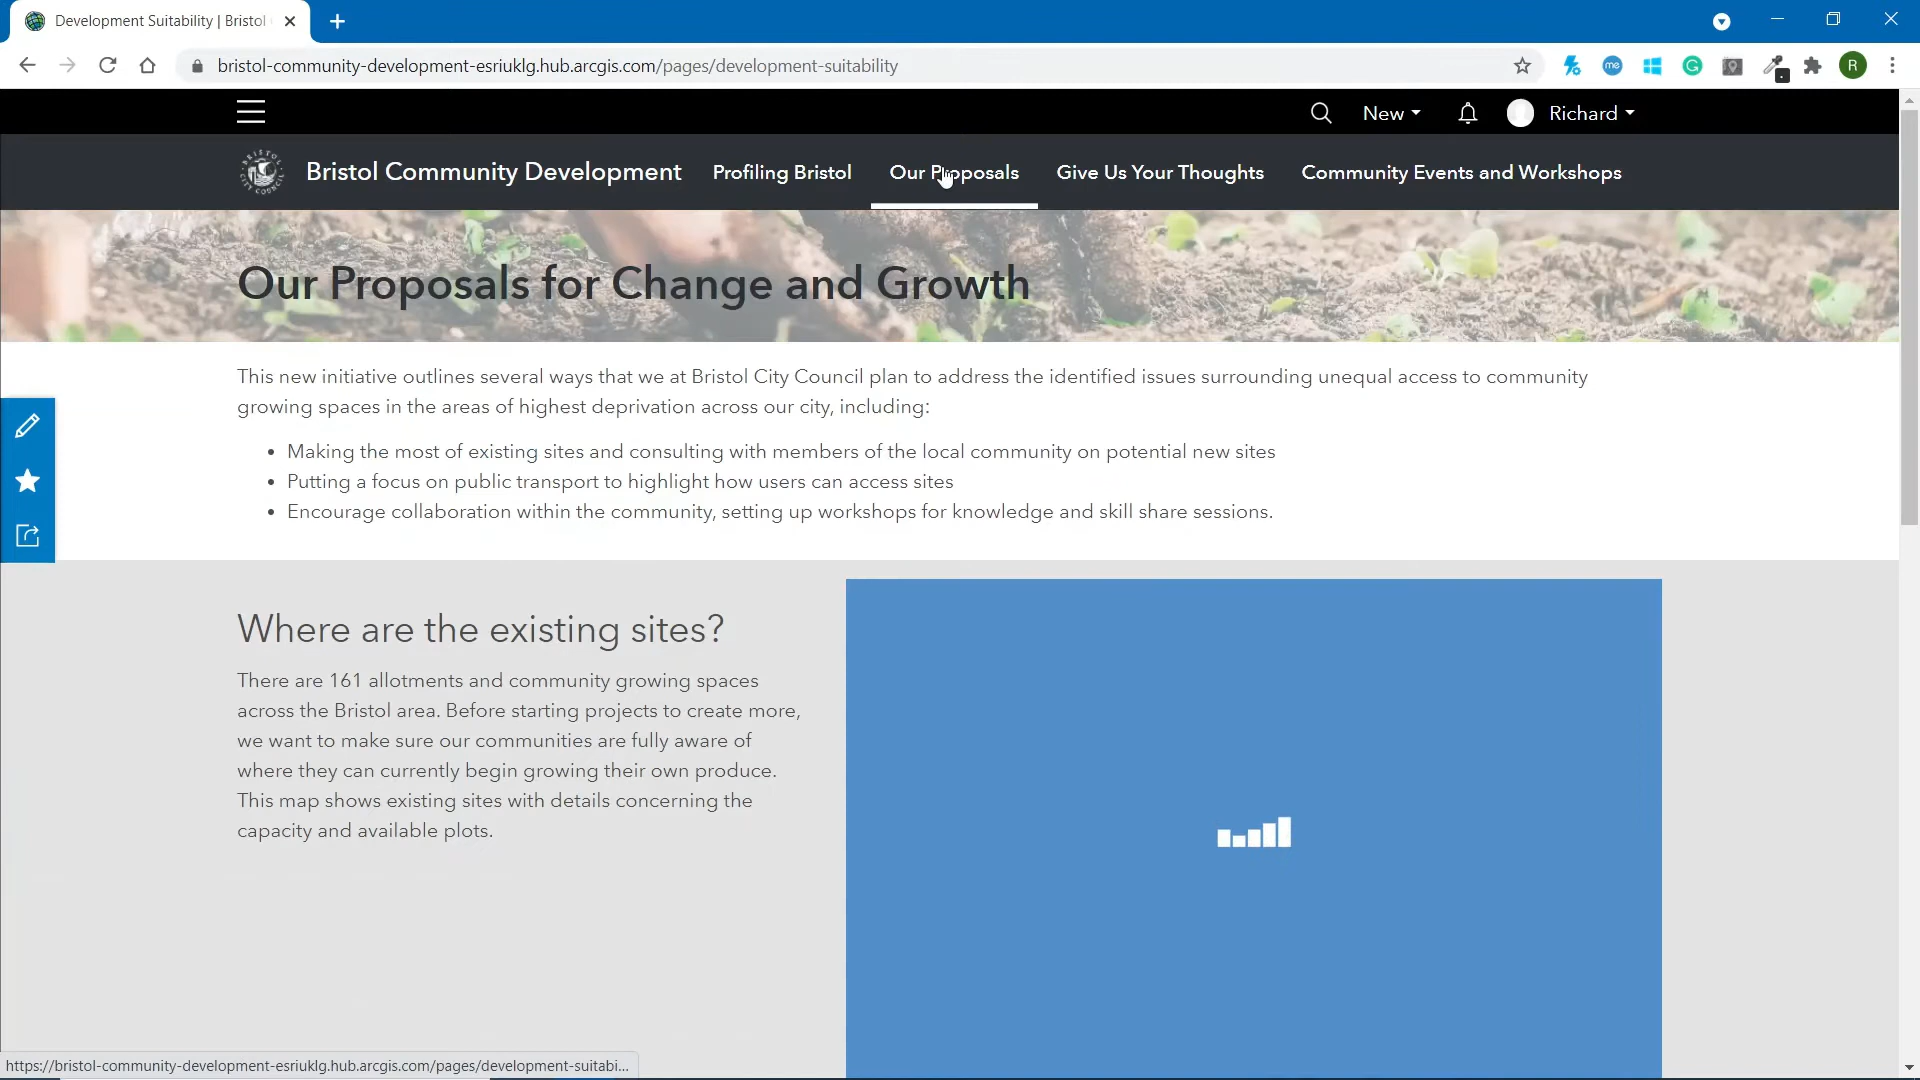 Development Suitability | Bristol
bristol-community-development-esriuklg.hub.arcgis.com/pages/development-suitability
me
R
New
Richard
BRISTOL CITY COUNCIL
Bristol Community Development
Profiling Bristol
Our Proposals
Give Us Your Thoughts
Community Events and Workshops
Our Proposals for Change and Growth
This new initiative outlines several ways that we at Bristol City Council plan to address the identified issues surrounding unequal access to community
growing spaces in the areas of highest deprivation across our city, including:
• Making the most of existing sites and consulting with members of the local community on potential new sites
• Putting a focus on public transport to highlight how users can access sites
• Encourage collaboration within the community, setting up workshops for knowledge and skill share sessions.
Where are the existing sites?
There are 161 allotments and community growing spaces
across the Bristol area. Before starting projects to create more,
we want to make sure our communities are fully aware of
where they can currently begin growing their own produce.
This map shows existing sites with details concerning the
capacity and available plots.
https://bristol-community-development-esriuklg.hub.arcgis.com/pages/development-suitabi...